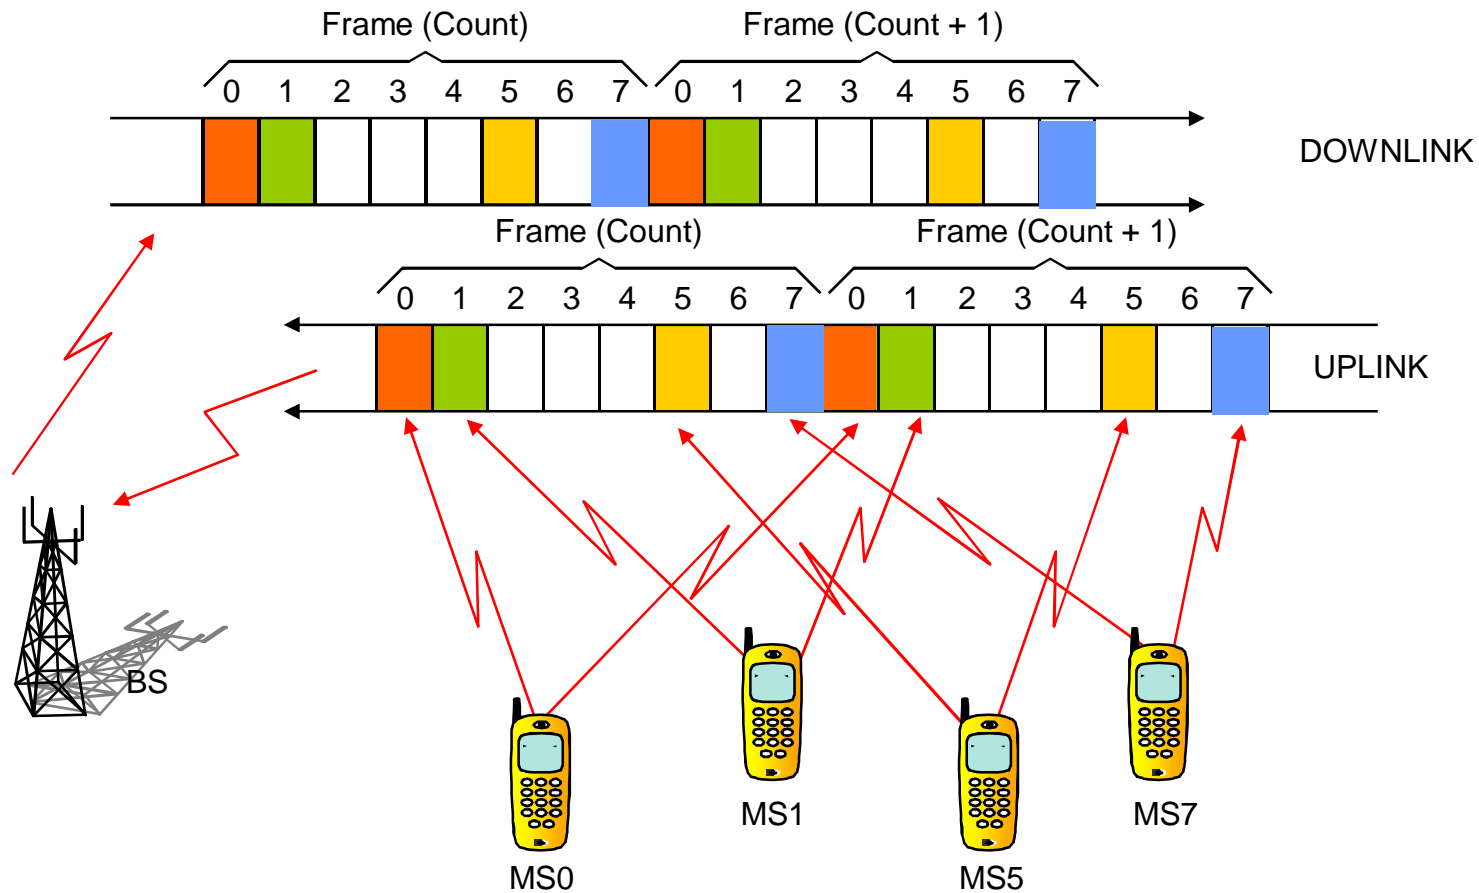 Frame (Count) Frame (Count + 1)
0 1 2 3 4 5 6 7 0 1 2 3 4 5 6 7
DOWNLINK
Frame (Count) Frame (Count + 1)
0 1 2 3 4 5 6 7 0 1 2 3 4 5 6 7
UPLINK
BS
MS1 MS7
MS0 MS5